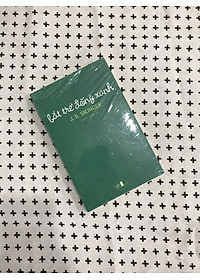 bắt trẻ đồng xanh
J. D. SALINGER